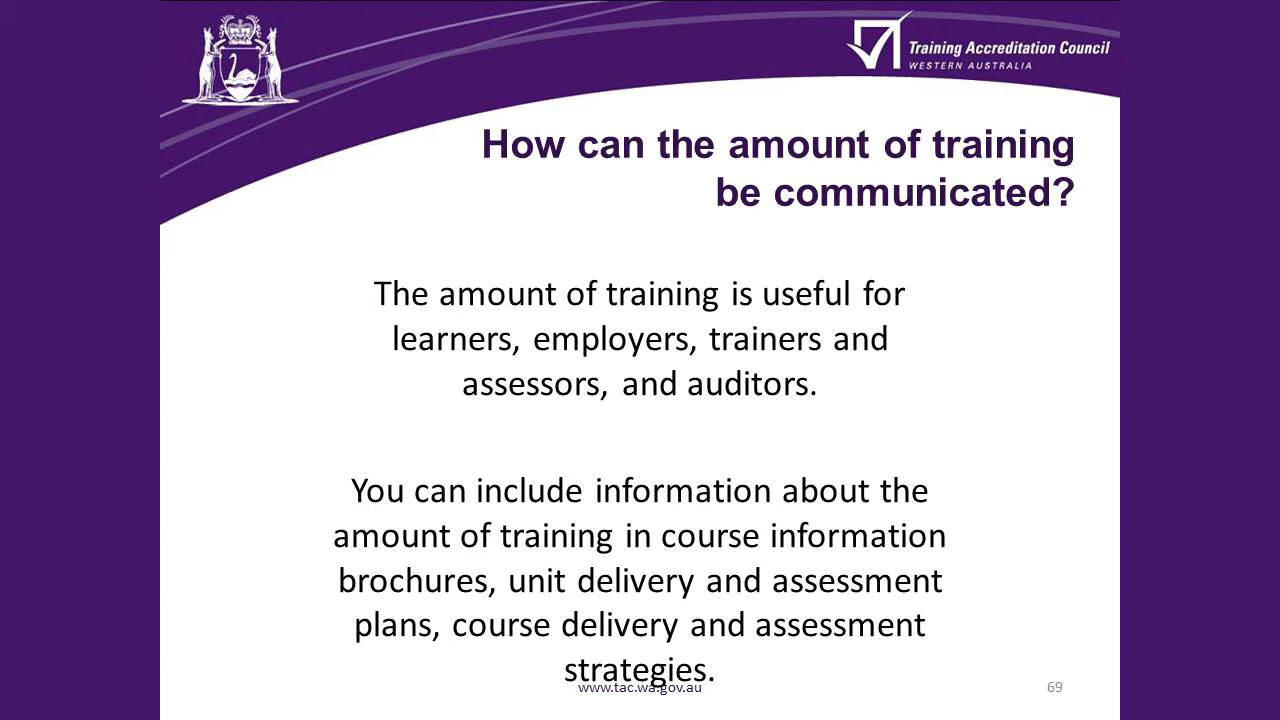 Training Accreditation Council
WESTERN AUSTRALIA
How can the amount of training
be communicated?
The amount of training is useful for
learners, employers, trainers and
assessors, and auditors.
You can include information about the
amount of training in course information
brochures, unit delivery and assessment
plans, course delivery and assessment
strategies.
www.tac.wa.gov.au
69